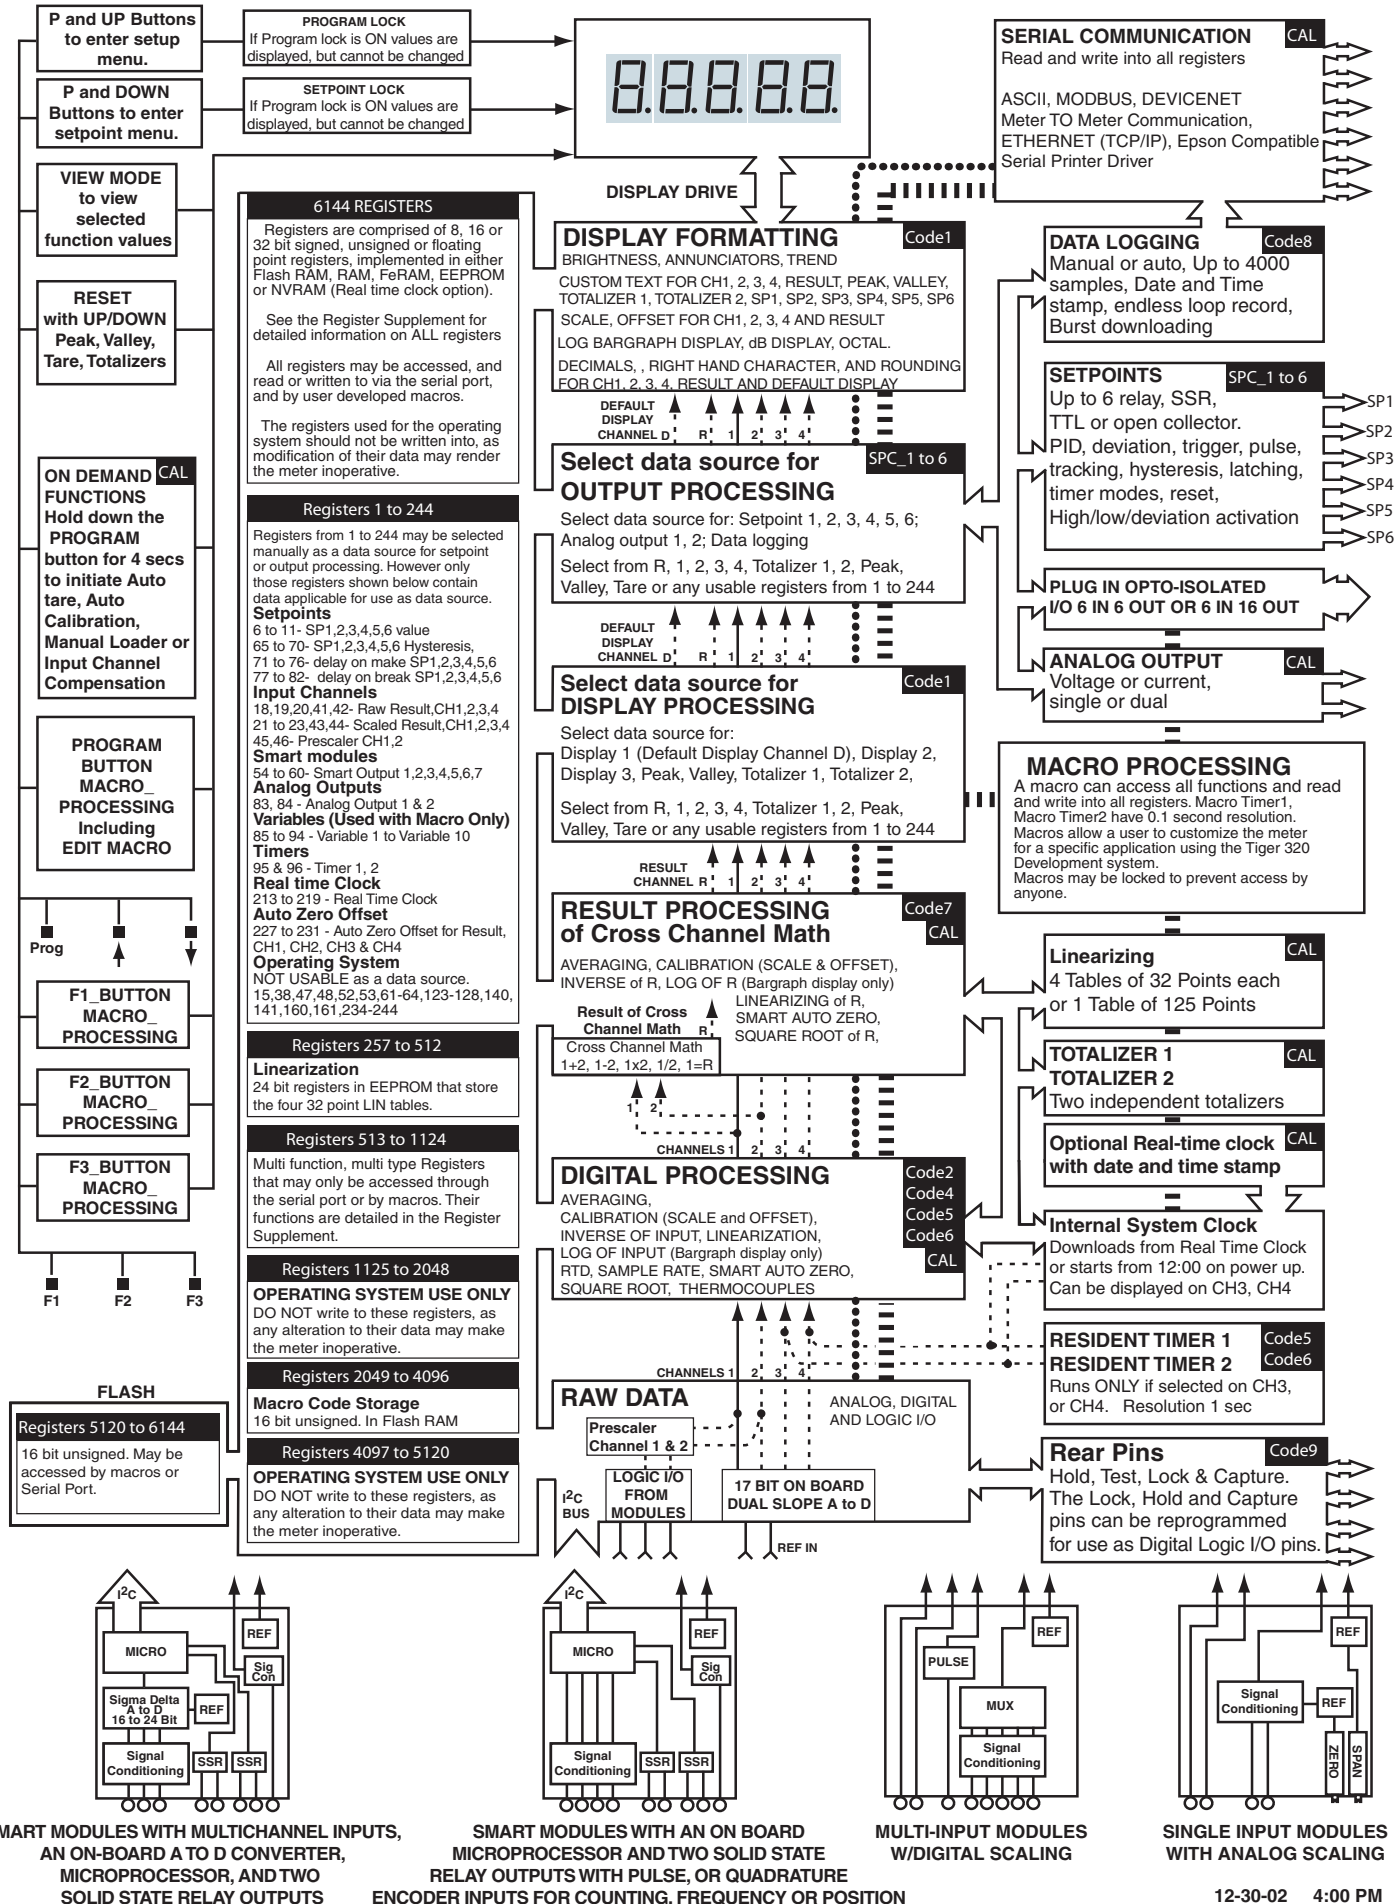 P and UP Buttons
to enter setup
menu.
PROGRAM LOCK
If Program lock is ON values are
displayed, but cannot be changed
P and DOWN
Buttons to enter
setpoint menu.
SETPOINT LOCK
If Program lock is ON values are
displayed, but cannot be changed
VIEW MODE
to view
selected
function values
RESET
with UP/DOWN
Peak, Valley,
Tare, Totalizers
ON DEMAND CAL
FUNCTIONS
Hold down the
PROGRAM
button for 4 secs
to initiate Auto
tare, Auto
Calibration,
Manual Loader or
Input Channel
Compensation
PROGRAM
BUTTON
MACRO_
PROCESSING
Including
EDIT MACRO
Prog
F1_BUTTON
MACRO_
PROCESSING
F2_BUTTON
MACRO_
PROCESSING
F3_BUTTON
MACRO_
PROCESSING
F1 F2 F3
FLASH
Registers 5120 to 6144
16 bit unsigned. May be
accessed by macros or
Serial Port.
6144 REGISTERS
Registers are comprised of 8, 16 or
32 bit signed, unsigned or floating
point registers, implemented in either
Flash RAM, RAM, FeRAM, EEPROM
or NVRAM (Real time clock option).
See the Register Supplement for
detailed information on ALL registers
All registers may be accessed, and
read or written to via the serial port,
and by user developed macros.
The registers used for the operating
system should not be written into, as
modification of their data may render
the meter inoperative.
Registers 1 to 244
Registers from 1 to 244 may be selected
manually as a data source for setpoint
or output processing. However only
those registers shown below contain
data applicable for use as data source.
Setpoints
6 to 11- SP1,2,3,4,5,6 value
65 to 70- SP1,2,3,4,5,6 Hysteresis,
71 to 76- delay on make SP1,2,3,4,5,6
77 to 82- delay on break SP1,2,3,4,5,6
Input Channels
18,19,20,41,42- Raw Result,CH1,2,3,4
21 to 23,43,44- Scaled Result,CH1,2,3,4
45,46- Prescaler CH1,2
Smart modules
54 to 60- Smart Output 1,2,3,4,5,6,7
Analog Outputs
83, 84 - Analog Output 1 & 2
Variables (Used with Macro Only)
85 to 94 - Variable 1 to Variable 10
Timers
95 & 96 - Timer 1, 2
Real time Clock
213 to 219 - Real Time Clock
Auto Zero Offset
227 to 231 - Auto Zero Offset for Result,
CH1, CH2, CH3 & CH4
Operating System
NOT USABLE as a data source.
15,38,47,48,52,53,61-64,123-128,140,
141,160,161,234-244
Registers 257 to 512
Linearization
24 bit registers in EEPROM that store
the four 32 point LIN tables.
Registers 513 to 1124
Multi function, multi type Registers
that may only be accessed through
the serial port or by macros. Their
functions are detailed in the Register
Supplement.
Registers 1125 to 2048
OPERATING SYSTEM USE ONLY
DO NOT write to these registers, as
any alteration to their data may make
the meter inoperative.
Registers 2049 to 4096
Macro Code Storage
16 bit unsigned. In Flash RAM
Registers 4097 to 5120
OPERATING SYSTEM USE ONLY
DO NOT write to these registers, as
any alteration to their data may make
the meter inoperative.
8.8.8.8.8.
DISPLAY DRIVE
DISPLAY FORMATTING Code1
BRIGHTNESS, ANNUNCIATORS, TREND
CUSTOM TEXT FOR CH1, 2, 3, 4, RESULT, PEAK, VALLEY,
TOTALIZER 1, TOTALIZER 2, SP1, SP2, SP3, SP4, SP5, SP6
SCALE, OFFSET FOR CH1, 2, 3, 4 AND RESULT
LOG BARGRAPH DISPLAY, dB DISPLAY, OCTAL.
DECIMALS, , RIGHT HAND CHARACTER, AND ROUNDING
FOR CH1, 2, 3, 4, RESULT AND DEFAULT DISPLAY
DEFAULT
DISPLAY
CHANNEL D R 1 2 3 4
Select data source for SPC_1 to 6
OUTPUT PROCESSING
Select data source for: Setpoint 1, 2, 3, 4, 5, 6;
Analog output 1, 2; Data logging
Select from R, 1, 2, 3, 4, Totalizer 1, 2, Peak,
Valley, Tare or any usable registers from 1 to 244
DEFAULT
DISPLAY
CHANNEL D R 1 2 3 4
Select data source for Code1
DISPLAY PROCESSING
Select data source for:
Display 1 (Default Display Channel D), Display 2,
Display 3, Peak, Valley, Totalizer 1, Totalizer 2,
Select from R, 1, 2, 3, 4, Totalizer 1, 2, Peak,
Valley, Tare or any usable registers from 1 to 244
RESULT
CHANNEL R 1 2 3 4
RESULT PROCESSING Code7
of Cross Channel Math CAL
AVERAGING, CALIBRATION (SCALE & OFFSET),
INVERSE of R, LOG OF R (Bargraph display only)
LINEARIZING of R,
SMART AUTO ZERO,
SQUARE ROOT of R,
Result of Cross
Channel Math R
Cross Channel Math
1+2, 1-2, 1x2, 1/2, 1=R
1 2
CHANNELS 1 2 3 4
DIGITAL PROCESSING Code2
Code4
Code5
Code6
CAL
AVERAGING,
CALIBRATION (SCALE and OFFSET),
INVERSE OF INPUT, LINEARIZATION,
LOG OF INPUT (Bargraph display only)
RTD, SAMPLE RATE, SMART AUTO ZERO,
SQUARE ROOT, THERMOCOUPLES
CHANNELS 1 2 3 4
RAW DATA
ANALOG, DIGITAL
AND LOGIC I/O
Prescaler
Channel 1 & 2
LOGIC I/O
FROM
MODULES
17 BIT ON BOARD
DUAL SLOPE A to D
I2C
BUS
REF IN
SERIAL COMMUNICATION CAL
Read and write into all registers
ASCII, MODBUS, DEVICENET
Meter TO Meter Communication,
ETHERNET (TCP/IP), Epson Compatible
Serial Printer Driver
DATA LOGGING Code8
Manual or auto, Up to 4000
samples, Date and Time
stamp, endless loop record,
Burst downloading
SETPOINTS SPC_1 to 6
Up to 6 relay, SSR,
TTL or open collector.
PID, deviation, trigger, pulse,
tracking, hysteresis, latching,
timer modes, reset,
High/low/deviation activation
SP1
SP2
SP3
SP4
SP5
SP6
PLUG IN OPTO-ISOLATED
I/O 6 IN 6 OUT OR 6 IN 16 OUT
ANALOG OUTPUT CAL
Voltage or current,
single or dual
MACRO PROCESSING
A macro can access all functions and read
and write into all registers. Macro Timer1,
Macro Timer2 have 0.1 second resolution.
Macros allow a user to customize the meter
for a specific application using the Tiger 320
Development system.
Macros may be locked to prevent access by
anyone.
Linearizing CAL
4 Tables of 32 Points each
or 1 Table of 125 Points
TOTALIZER 1 CAL
TOTALIZER 2
Two independent totalizers
Optional Real-time clock CAL
with date and time stamp
Internal System Clock
Downloads from Real Time Clock
or starts from 12:00 on power up.
Can be displayed on CH3, CH4
RESIDENT TIMER 1 Code5
RESIDENT TIMER 2 Code6
Runs ONLY if selected on CH3,
or CH4. Resolution 1 sec
Rear Pins Code9
Hold, Test, Lock & Capture.
The Lock, Hold and Capture
pins can be reprogrammed
for use as Digital Logic I/O pins.
I2C
REF
MICRO
Sig
Con
Sigma Delta
A to D
16 to 24 Bit
REF
Signal
Conditioning
SSR SSR
MART MODULES WITH MULTICHANNEL INPUTS,
AN ON-BOARD A TO D CONVERTER,
MICROPROCESSOR, AND TWO
SOLID STATE RELAY OUTPUTS
I2C
REF
MICRO
Sig
Con
Signal
Conditioning
SSR SSR
SMART MODULES WITH AN ON BOARD
MICROPROCESSOR AND TWO SOLID STATE
RELAY OUTPUTS WITH PULSE, OR QUADRATURE
ENCODER INPUTS FOR COUNTING, FREQUENCY OR POSITION
REF
PULSE
MUX
Signal
Conditioning
MULTI-INPUT MODULES
W/DIGITAL SCALING
REF
Signal
Conditioning
REF
ZERO
SPAN
SINGLE INPUT MODULES
WITH ANALOG SCALING
12-30-02 4:00 PM